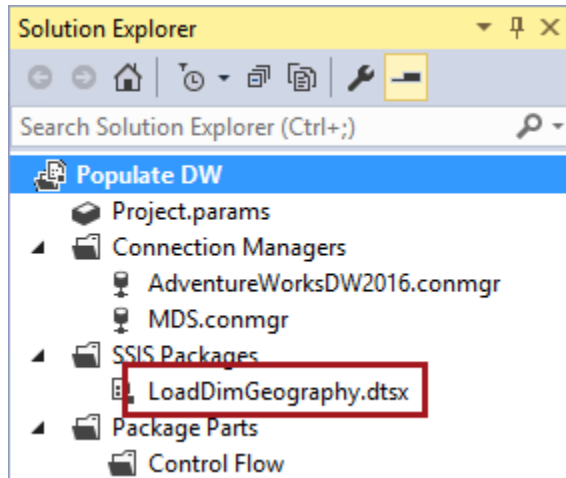 Solution Explorer
Search Solution Explorer (Ctrl+;)
Populate DW
Project.params
Connection Managers
AdventureWorksDW2016.conmgr
MDS.conmgr
SSIS Packages
LoadDimGeography.dtsx
Package Parts
Control Flow